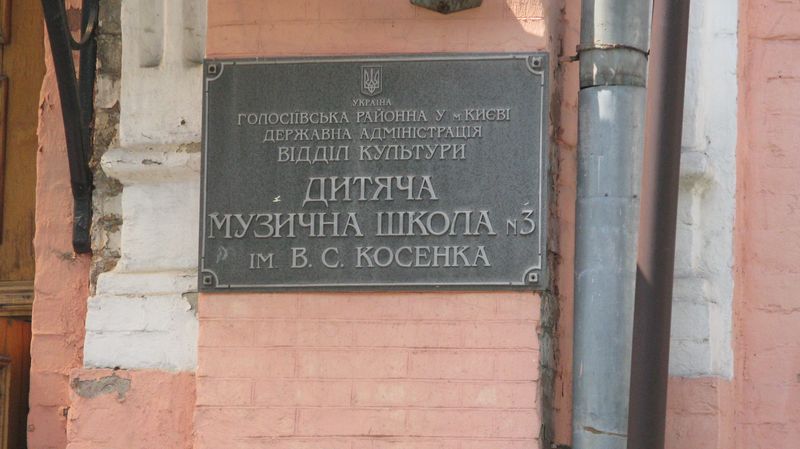 УКРАЇНА
ГОЛОСІЇВСЬКА РАЙОННА У М. КИЄВІ
ДЕРЖАВНА АДМІНІСТРАЦІЯ
ВІДДІЛ КУЛЬТУРИ
ДИТЯЧА
МУЗИЧНА ШКОЛА №3
ІМ. В. С. КОСЕНКА